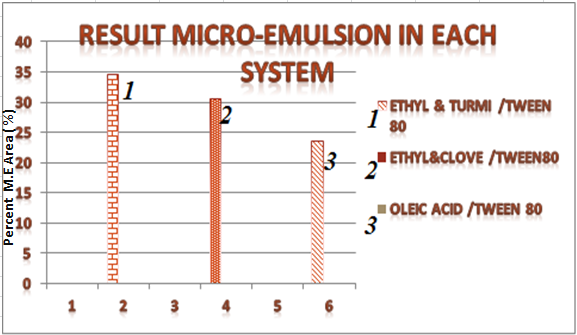 RESULT MICRO-EMULSION IN EACH
SYSTEM
Percent M.E Area (%)
40
35
30
25
20
15
10
5
0
1
2
3
1 2 3 4 5 6
1 ETHYL & TURMI /TWEEN
80
2 ETHYL&CLOVE /TWEEN80
3 OLEIC ACID /TWEEN 80